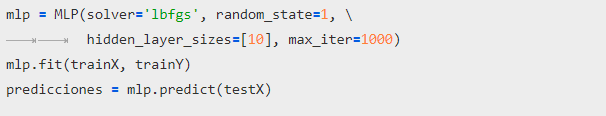 mlp = MLP(solver='lbfgs', random_state=1, \
hidden_layer_sizes=[10], max_iter=1000)
mlp.fit(trainX, trainY)
predicciones = mlp.predict(testX)